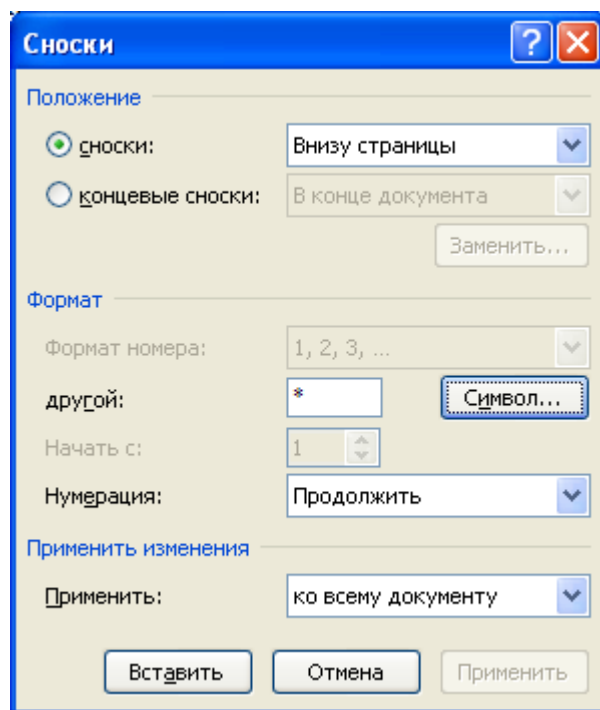 Сноски
Положение
сноски: Внизу страницы
концевые сноски: В конце документа
Заменить...
Формат
Формат номера: 1, 2, 3, ...
другой: * Символ...
Начать с: 1
Нумерация: Продолжить
Применить изменения
Применить: ко всему документу
Вставить Отмена Применить